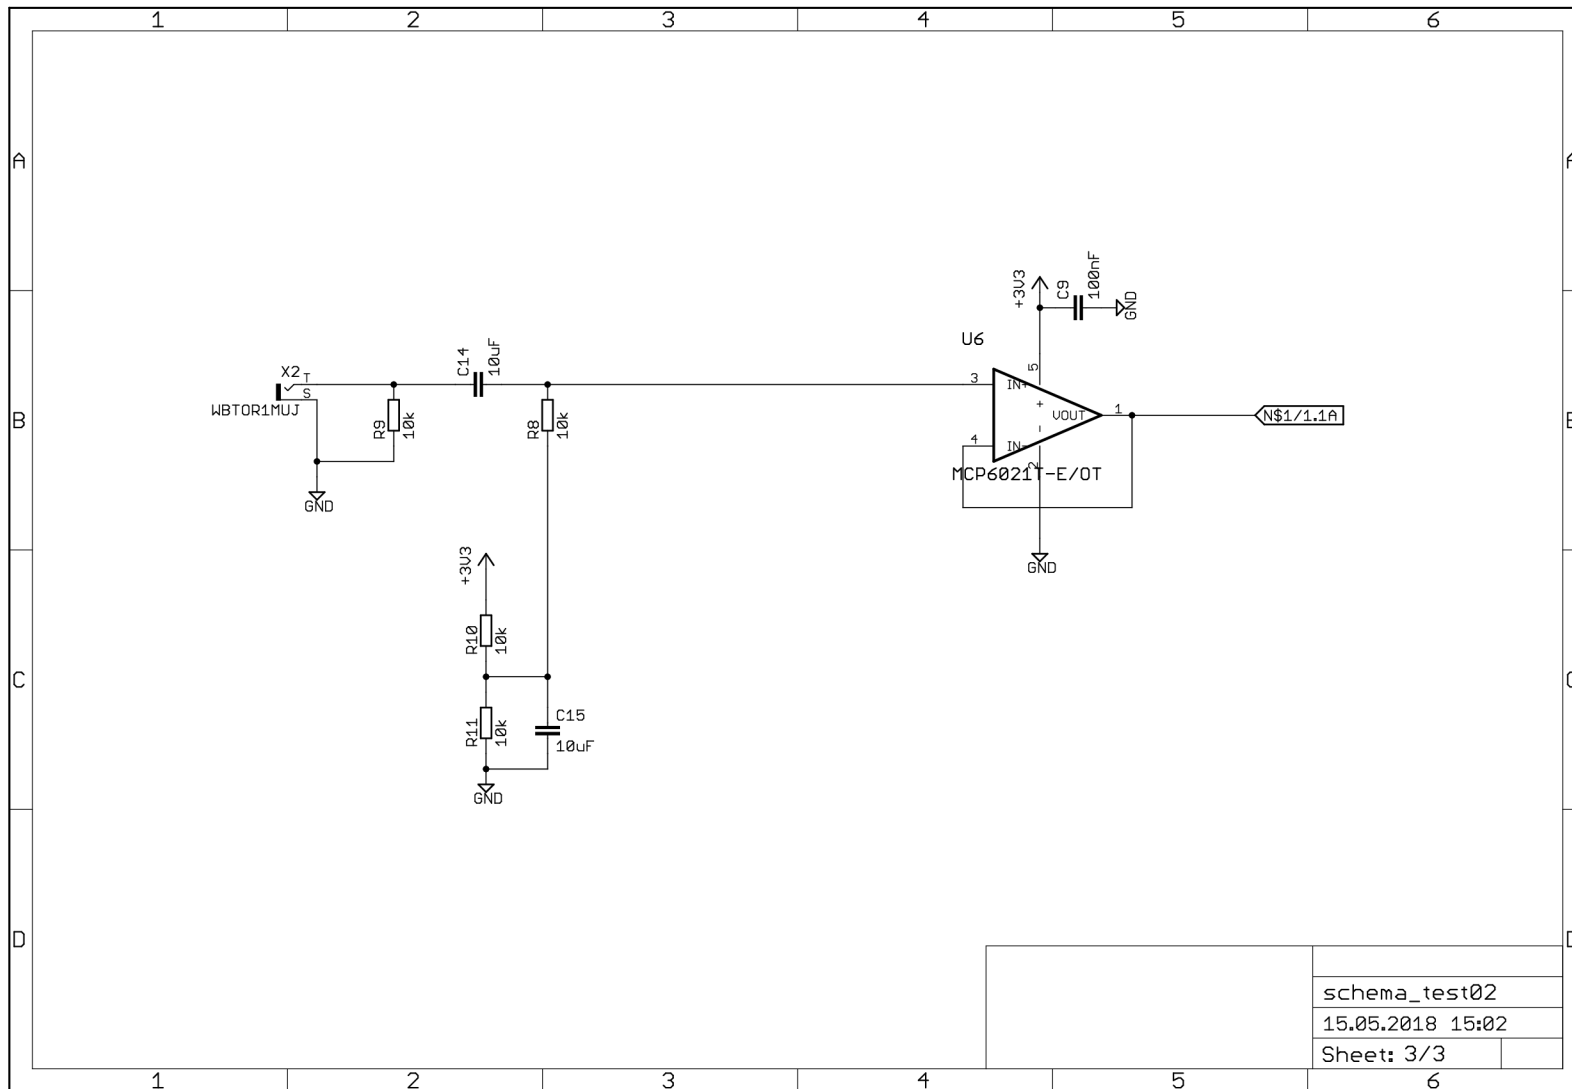 1 2 3 4 5 6
A A
+3V3
C9
100nF
GND
U6
X2 T
S
WBTOR1MUJ
C14
10uF
3 IN+
5
+
VOUT 1
-
4 IN-
2
MCP6021T-E/OT
N$1/1.1A
B B
R9
10k
R8
10k
GND
GND
+3V3
R10
10k
C C
R11
10k
C15
10uF
GND
D D
schema_test02
15.05.2018 15:02
Sheet: 3/3
1 2 3 4 5 6